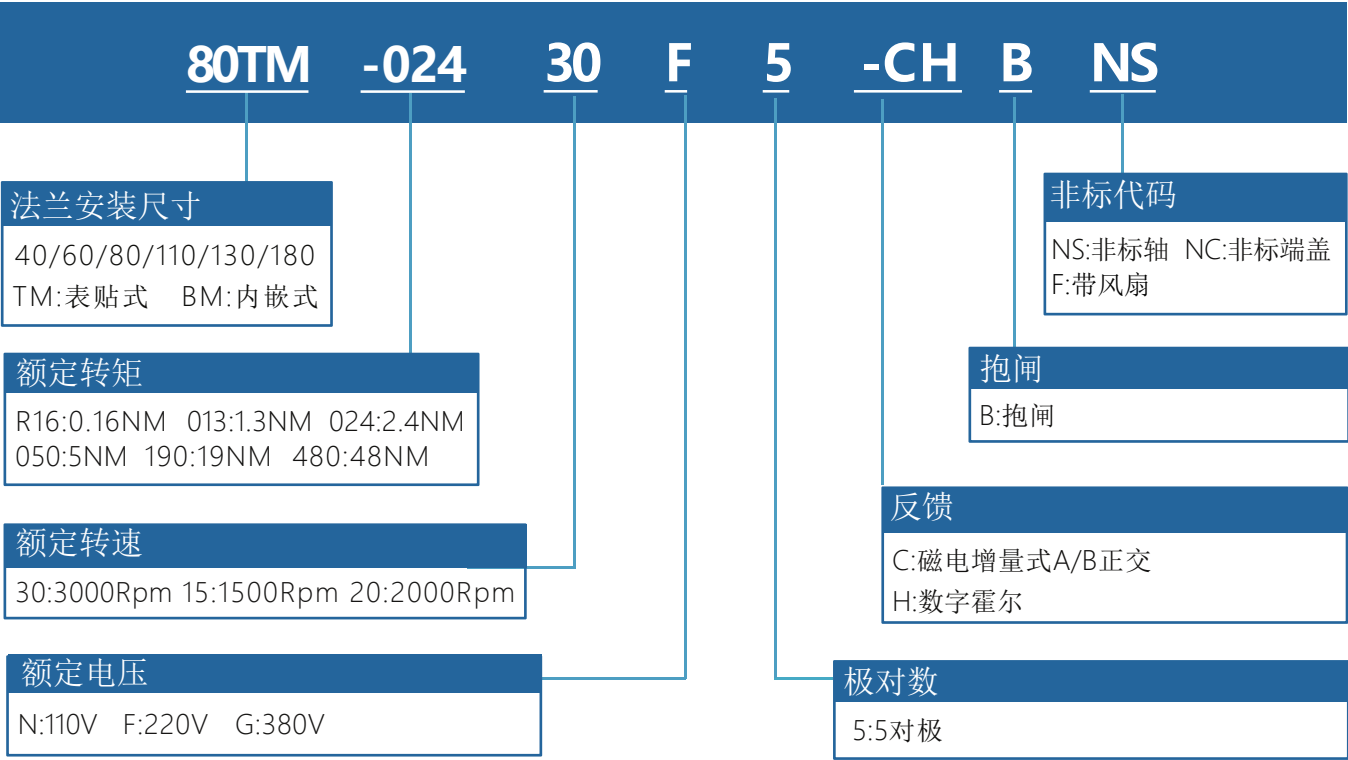 80TM -024 30 F 5 -CH B NS
法兰安装尺寸
40/60/80/110/130/180
TM:表贴式 BM:内嵌式
额定转矩
R16:0.16NM 013:1.3NM 024:2.4NM
050:5NM 190:19NM 480:48NM
额定转速
30:3000Rpm 15:1500Rpm 20:2000Rpm
额定电压
N:110V F:220V G:380V
非标代码
NS:非标轴 NC:非标端盖
F:带风扇
抱闸
B:抱闸
反馈
C:磁电增量式A/B正交
H:数字霍尔
极对数
5:5对极